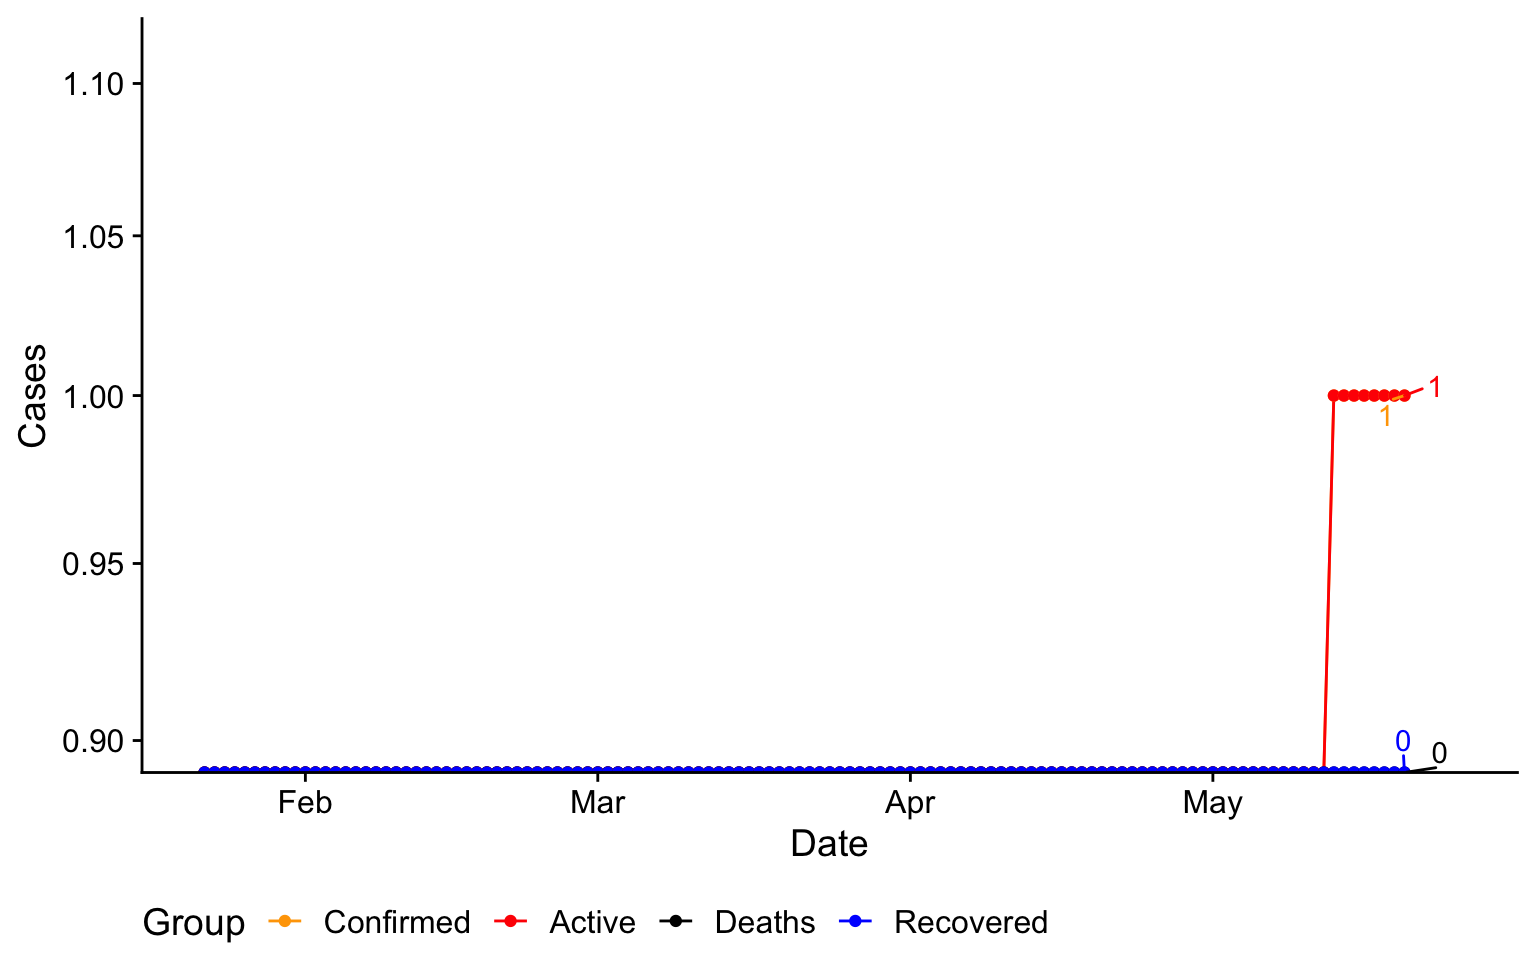 1.10
1.05
1.00
0.95
0.90
Cases
1
1
0
0
Feb Mar Apr May
Date
Group Confirmed Active Deaths Recovered